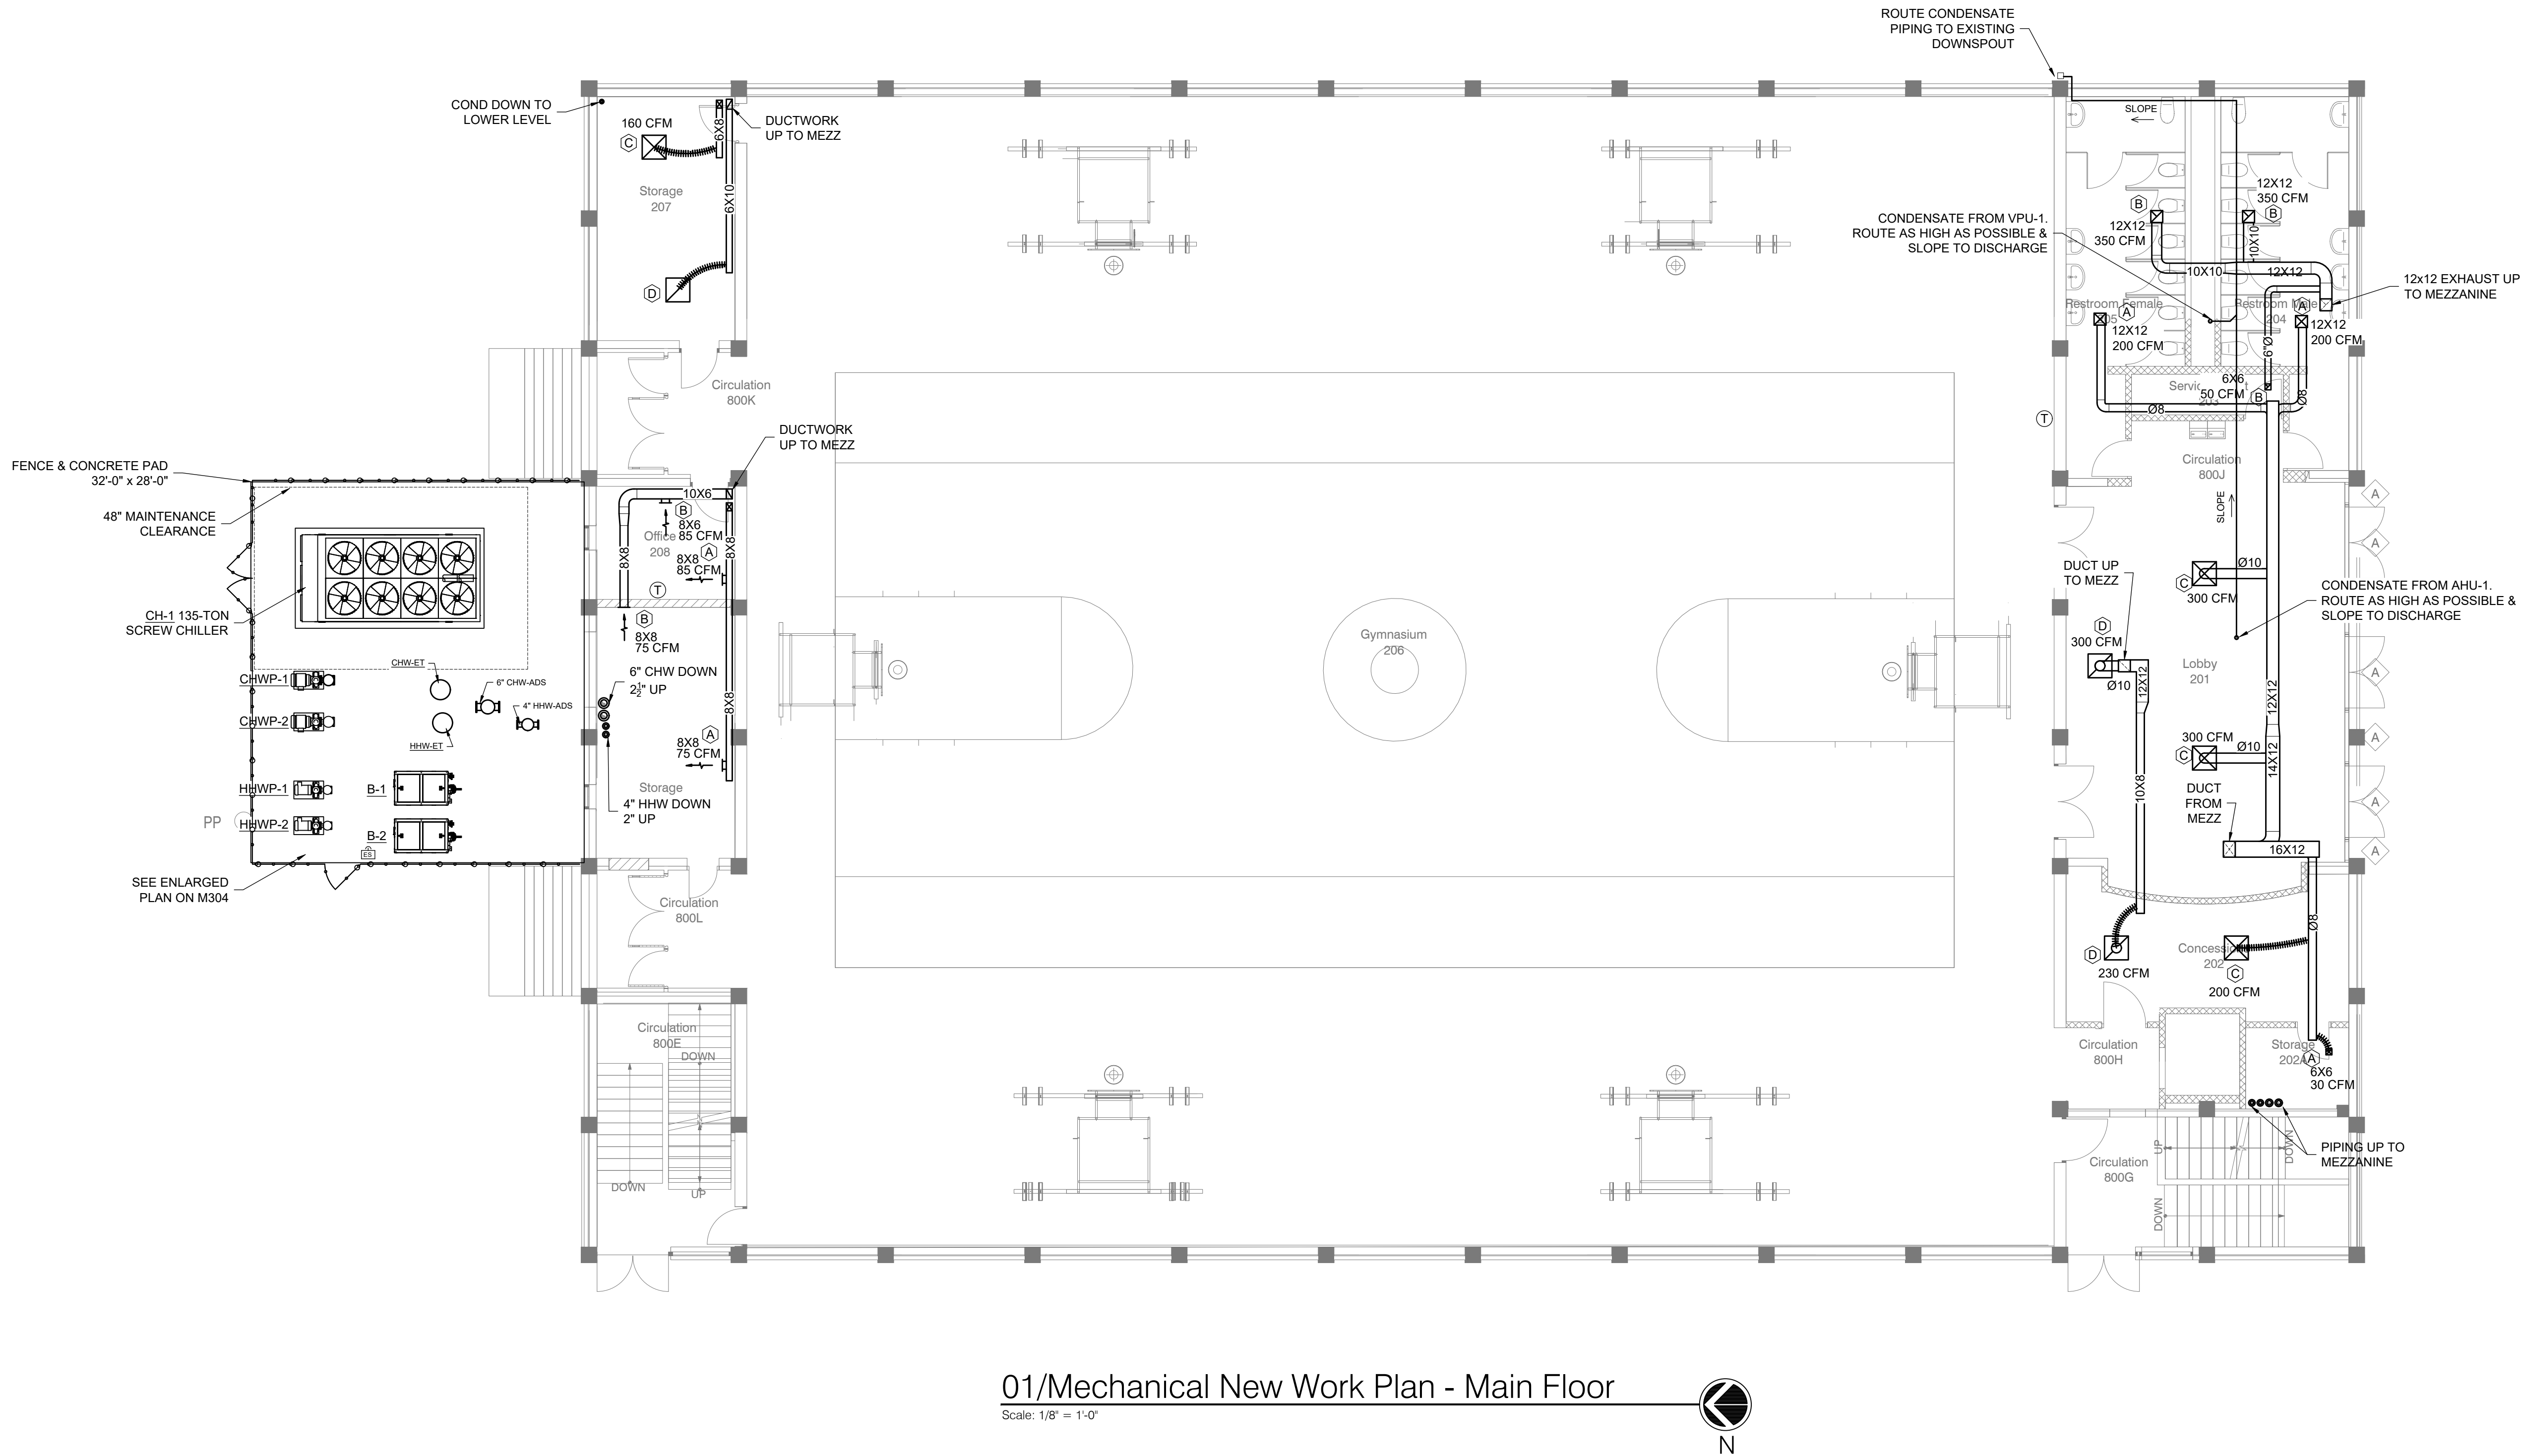 ROUTE CONDENSATE
PIPING TO EXISTING
DOWNSPOUT
COND DOWN TO
LOWER LEVEL
160 CFM
C
6X8
DUCTWORK
UP TO MEZZ
Storage
207
6X10
D
SLOPE
12X12
350 CFM
B
B
12X12
350 CFM
10X10
CONDENSATE FROM VPU-1.
ROUTE AS HIGH AS POSSIBLE &
SLOPE TO DISCHARGE
10X10
12X12
12x12 EXHAUST UP
TO MEZZANINE
Restroom Female
A
12X12
200 CFM
Restroom Male
204
A
12X12
200 CFM
6"Ø
6X6
50 CFM
B
Ø8
Ø8
T
Circulation
800K
DUCTWORK
UP TO MEZZ
FENCE & CONCRETE PAD
32'-0" x 28'-0"
48" MAINTENANCE
CLEARANCE
10X6
B
8X6
85 CFM
Office
208
8X8
8X8
A
8X8
85 CFM
T
B
8X8
75 CFM
CH-1 135-TON
SCREW CHILLER
CHW-ET
6" CHW-ADS
4" HHW-ADS
HHW-ET
CHWP-1
CHWP-2
HHWP-1
HHWP-2
B-1
B-2
ES
PP
SEE ENLARGED
PLAN ON M304
6" CHW DOWN
2½" UP
8X8
A
8X8
75 CFM
Storage
4" HHW DOWN
2" UP
Circulation
800L
Circulation
800E
DOWN
DOWN
UP
Gymnasium
206
Circulation
800J
SLOPE
A
A
A
A
A
A
DUCT UP
TO MEZZ
Ø10
C
300 CFM
CONDENSATE FROM AHU-1.
ROUTE AS HIGH AS POSSIBLE &
SLOPE TO DISCHARGE
D
300 CFM
Ø10
12X12
Lobby
201
12X12
300 CFM
C
Ø10
14X12
10X8
DUCT
FROM
MEZZ
16X12
Ø8
D
230 CFM
202
C
200 CFM
Circulation
800H
Storage
202A
A
6X6
30 CFM
PIPING UP TO
MEZZANINE
Circulation
800G
UP
DOWN
DOWN
01/Mechanical New Work Plan - Main Floor
Scale: 1/8" = 1'-0"
N